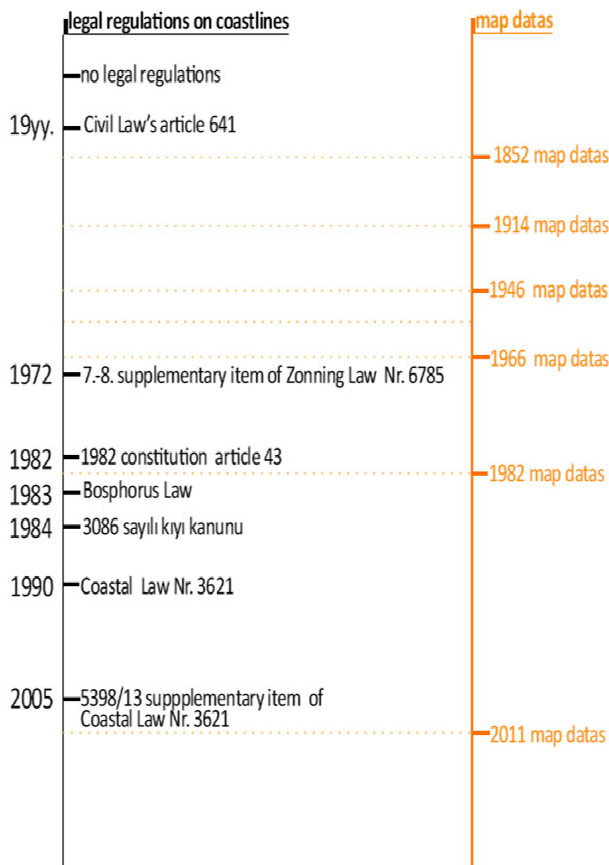 legal regulations on coastlines
map datas
no legal regulations
19yy.
Civil Law's article 641
1852 map datas
1914 map datas
1946 map datas
1966 map datas
1972
7.-8. supplementary item of Zonning Law Nr. 6785
1982
1982 constitution article 43
1982 map datas
1983
Bosphorus Law
1984
3086 sayılı kıyı kanunu
1990
Coastal Law Nr. 3621
2005
5398/13 suppplementary item of
Coastal Law Nr. 3621
2011 map datas